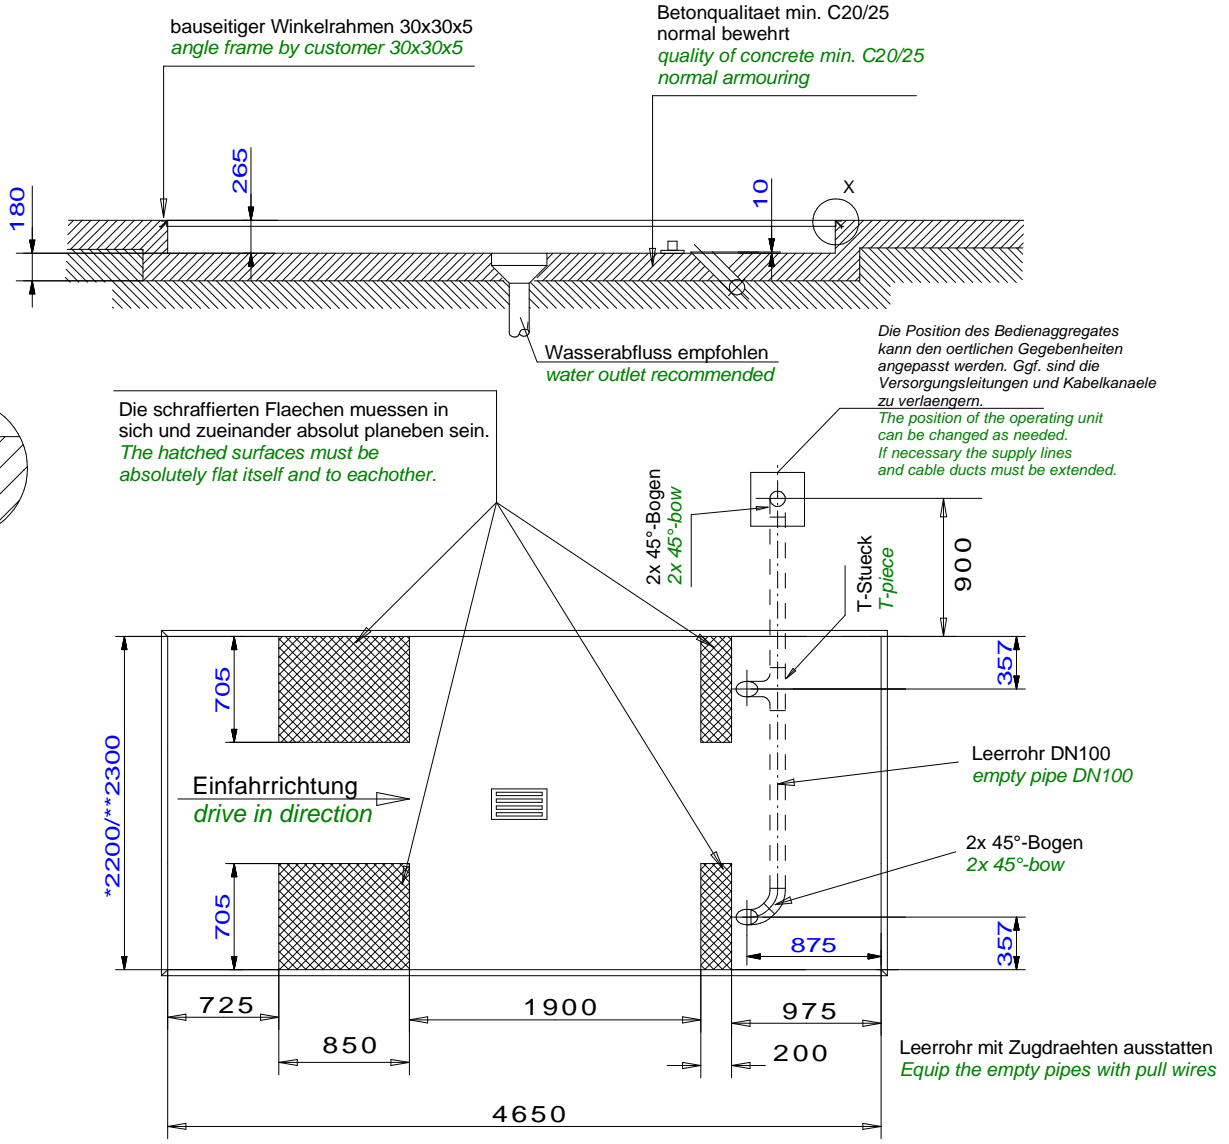 bauseitiger Winkelrahmen 30x30x5
angle frame by customer 30x30x5
Betonqualitaet min. C20/25
normal bewehrt
quality of concrete min. C20/25
normal armouring
180
265
10
X
Wasserabfluss empfohlen
water outlet recommended
Die Position des Bedienaggregates
kann den oertlichen Gegebenheiten
angepasst werden. Ggf. sind die
Versorgungsleitungen und Kabelkanaele
zu verlaengern.
The position of the operating unit
can be changed as needed.
If necessary the supply lines
and cable ducts must be extended.
Die schraffierten Flaechen muessen in
sich und zueinander absolut planeben sein.
The hatched surfaces must be
absolutely flat itself and to eachother.
2x 45°-Bogen
2x 45°-bow
T-Stueck
T-piece
900
705
357
*2200/**2300
Einfahrrichtung
drive in direction
Leerrohr DN100
empty pipe DN100
2x 45°-Bogen
2x 45°-bow
705
875
357
725
1900
975
850
200
Leerrohr mit Zugdraehten ausstatten
Equip the empty pipes with pull wires
4650